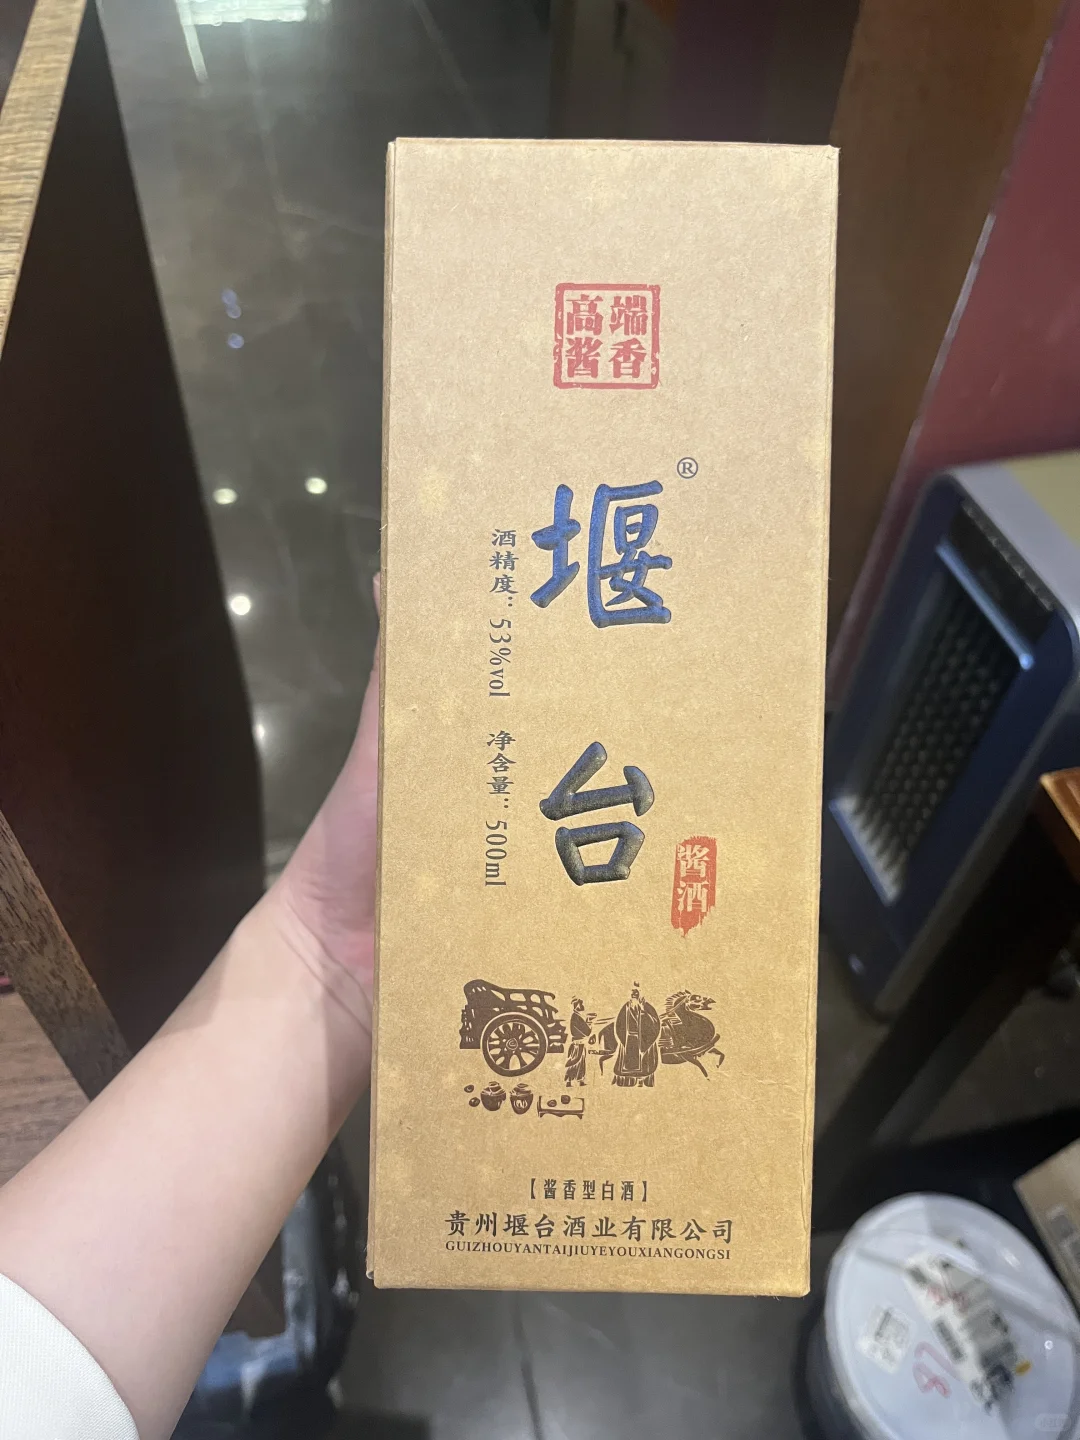 高端
酱香
堰台
®
酒精度：53%vol 净含量：500ml
酱酒
【酱香型白酒】
贵州堰台酒业有限公司
GUIZHOUYANTAIJIUYEYOUXIANGONGSI
87